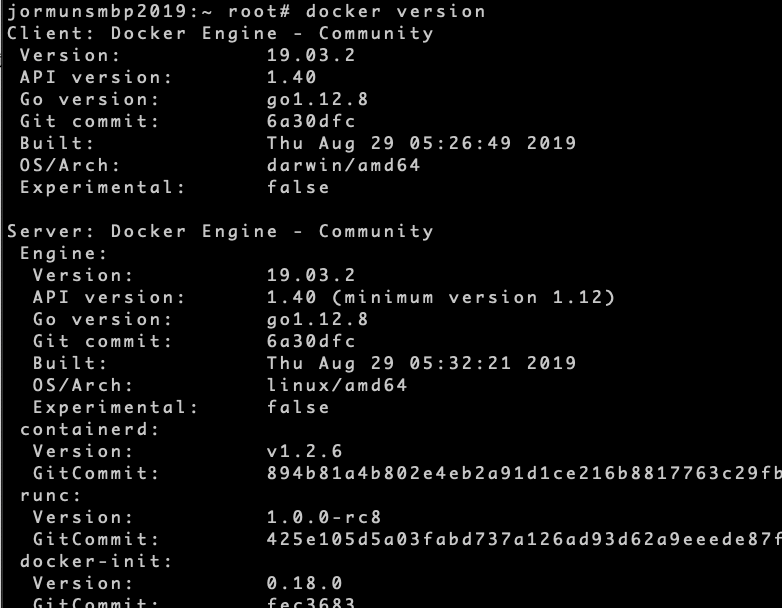 jormunsmbp2019:~ root# docker version
Client: Docker Engine - Community
 Version:           19.03.2
 API version:       1.40
 Go version:        go1.12.8
 Git commit:        6a30dfc
 Built:             Thu Aug 29 05:26:49 2019
 OS/Arch:           darwin/amd64
 Experimental:      false

Server: Docker Engine - Community
 Engine:
  Version:          19.03.2
  API version:      1.40 (minimum version 1.12)
  Go version:       go1.12.8
  Git commit:       6a30dfc
  Built:            Thu Aug 29 05:32:21 2019
  OS/Arch:          linux/amd64
  Experimental:     false
 containerd:
  Version:          v1.2.6
  GitCommit:        894b81a4b802e4eb2a91d1ce216b8817763c29fb
 runc:
  Version:          1.0.0-rc8
  GitCommit:        425e105d5a03fabd737a126ad93d62a9eeede87f
 docker-init:
  Version:          0.18.0
  GitCommit:        fec3683